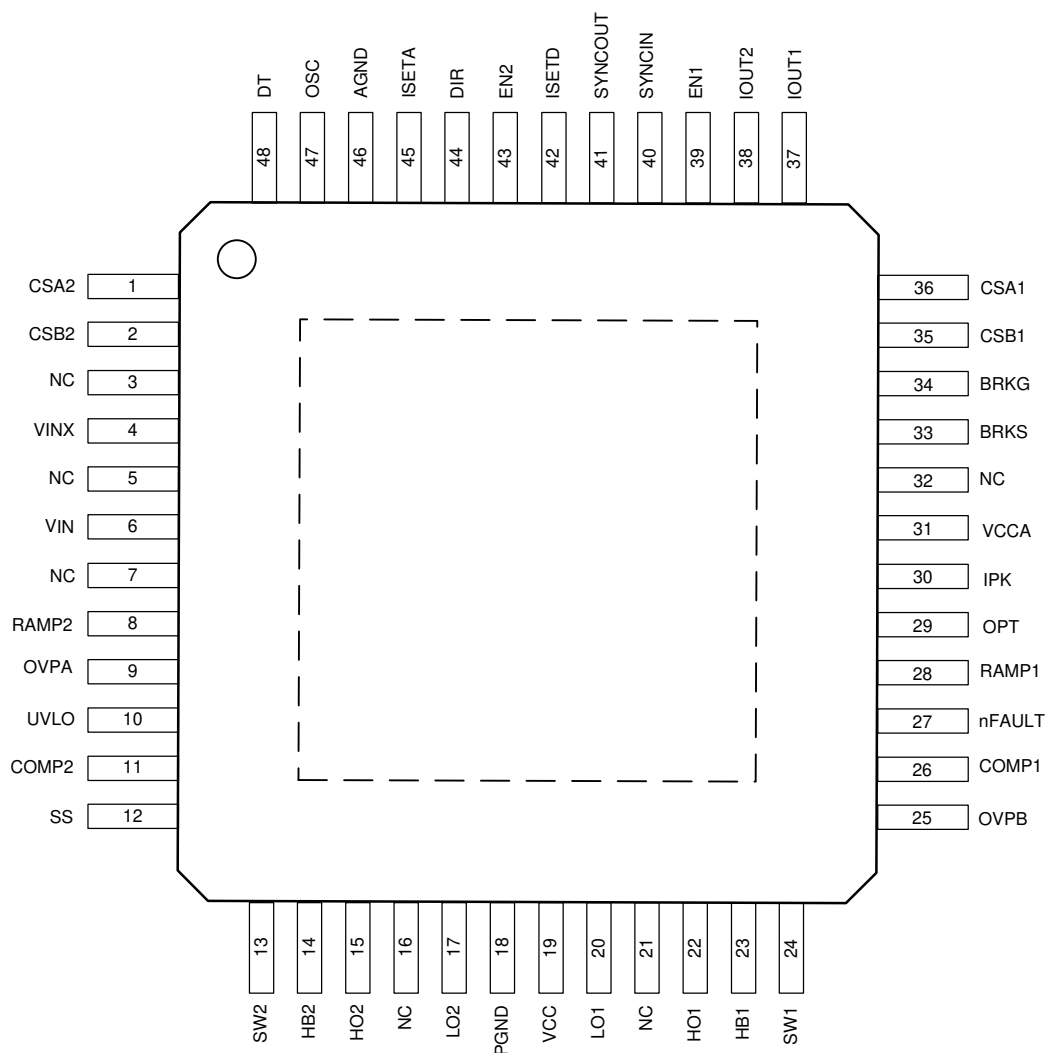 DT OSC AGND ISETA DIR EN2 ISETD SYNCOUT SYNCIN EN1 IOUT2 IOUT1
48 47 46 45 44 43 42 41 40 39 38 37
CSA2 1 36 CSA1
CSB2 2 35 CSB1
NC 3 34 BRKG
VINX 4 33 BRKS
NC 5 32 NC
VIN 6 31 VCCA
NC 7 30 IPK
RAMP2 8 29 OPT
OVPA 9 28 RAMP1
UVLO 10 27 nFAULT
COMP2 11 26 COMP1
SS 12 25 OVPB
13 14 15 16 17 18 19 20 21 22 23 24
SW2 HB2 HO2 NC LO2 PGND VCC LO1 NC HO1 HB1 SW1